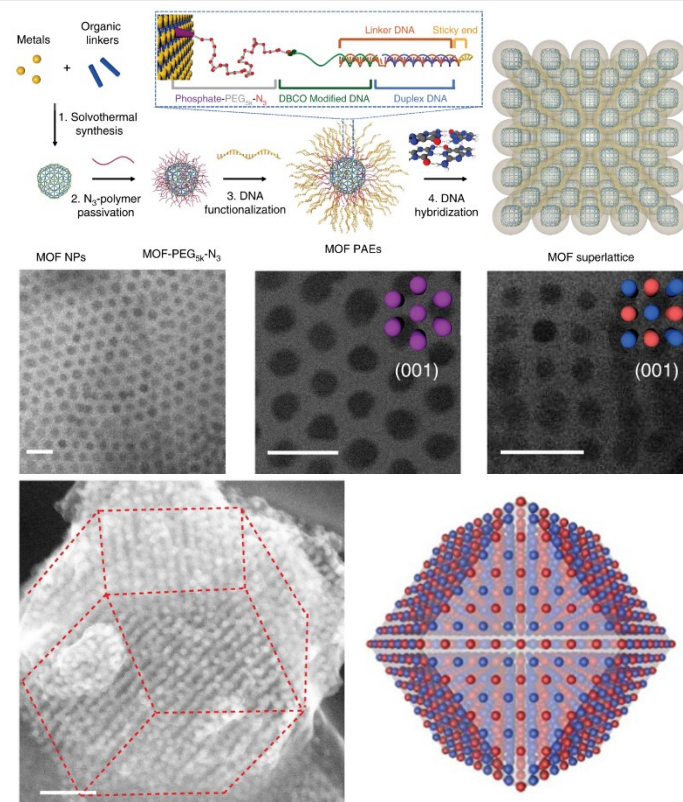 Metals
Organic
linkers
+
1. Solvothermal
synthesis
Linker DNA
Sticky end
Phosphate-PEG5k-N3
DBCO Modified DNA
Duplex DNA
2. N3-polymer
passivation
3. DNA
functionalization
4. DNA
hybridization
MOF NPs
MOF-PEG5k-N3
MOF PAEs
MOF superlattice
(001)
(001)